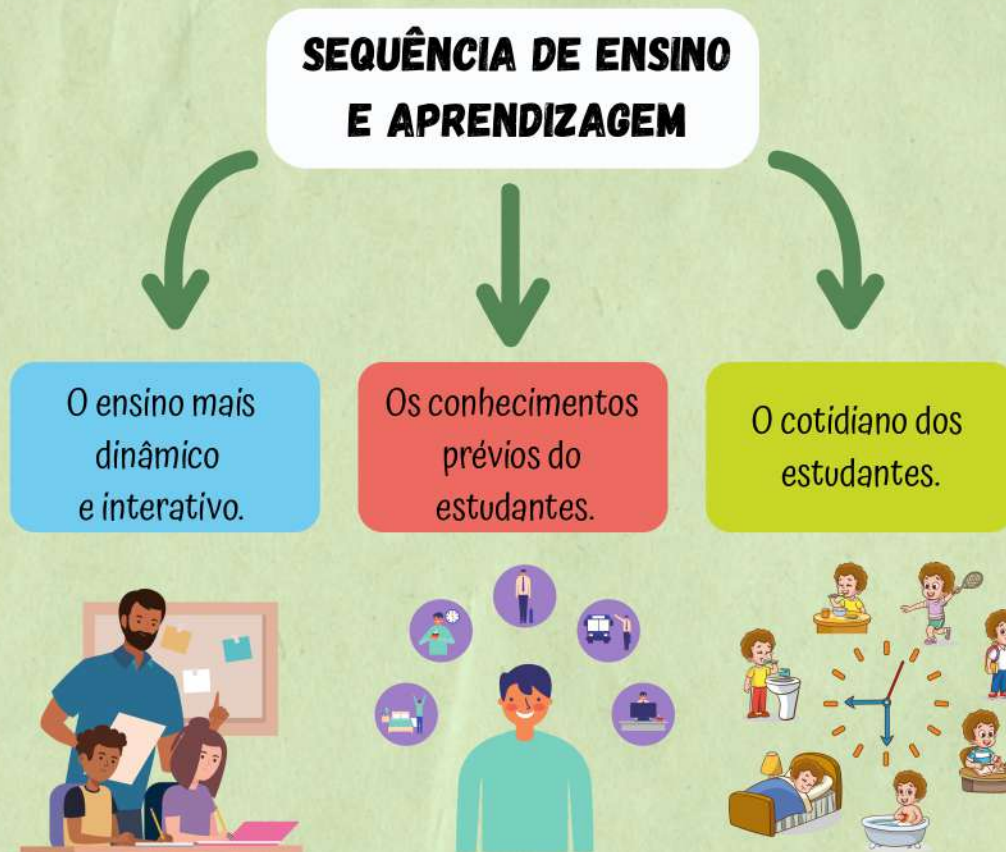 SEQUÊNCIA DE ENSINO
E APRENDIZAGEM
O ensino mais
dinâmico
e interativo.
Os conhecimentos
prévios do
estudantes.
O cotidiano dos
estudantes.